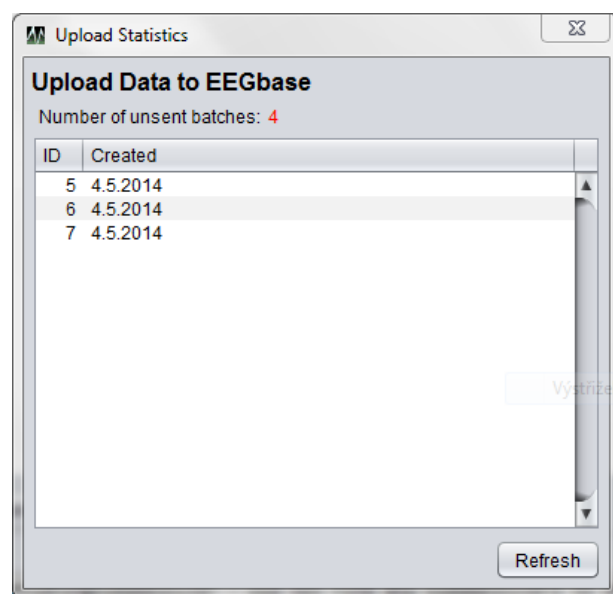 Upload Statistics
Upload Data to EEGbase
Number of unsent batches: 4
ID Created
5 4.5.2014
6 4.5.2014
7 4.5.2014
Výstřiže
Refresh